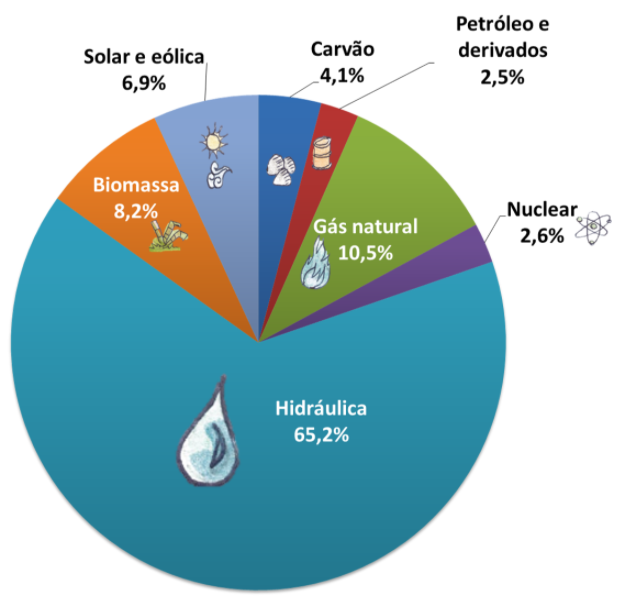 Solar e eólica
6,9%
Carvão
4,1%
Petróleo e
derivados
2,5%
Biomassa
8,2%
Gás natural
10,5%
Nuclear
2,6%
Hidráulica
65,2%